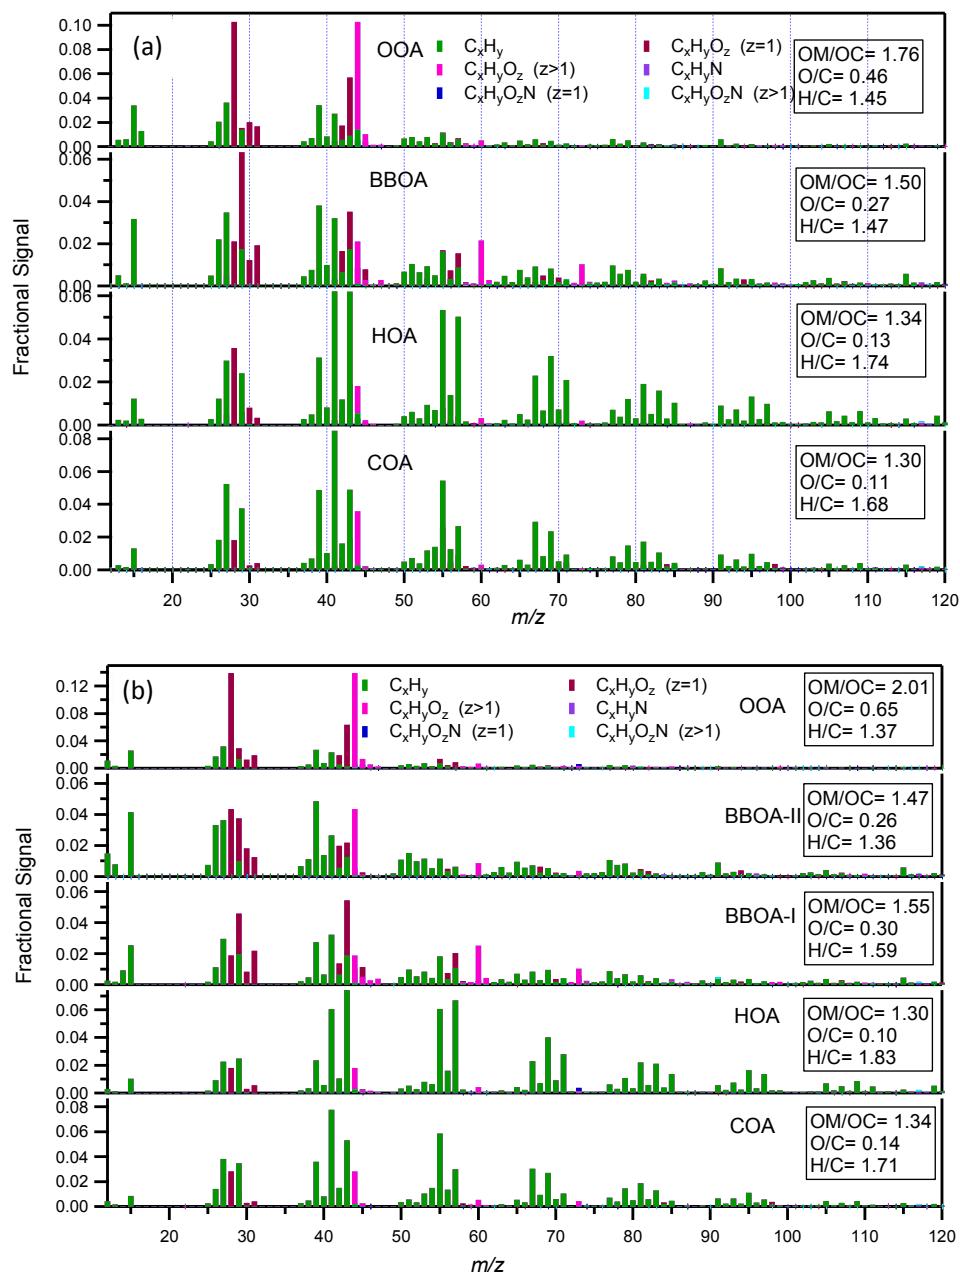 (a)
OOA
CxHy
CxHyOz (z=1)
CxHyOz (z>1)
CxHyN
CxHyOzN (z=1)
CxHyOzN (z>1)
OM/OC= 1.76
O/C= 0.46
H/C= 1.45
0.10
0.08
0.06
0.04
0.02
0.00
BBOA
OM/OC= 1.50
O/C= 0.27
H/C= 1.47
0.06
0.04
0.02
0.00
HOA
OM/OC= 1.34
O/C= 0.13
H/C= 1.74
0.06
0.04
0.02
0.00
COA
OM/OC= 1.30
O/C= 0.11
H/C= 1.68
0.08
0.06
0.04
0.02
0.00
Fractional Signal
20 30 40 50 60 70 80 90 100 110 120
m/z
(b)
CxHy
CxHyOz (z=1)
CxHyOz (z>1)
CxHyN
CxHyOzN (z=1)
CxHyOzN (z>1)
OOA
OM/OC= 2.01
O/C= 0.65
H/C= 1.37
0.12
0.08
0.04
0.00
BBOA-II
OM/OC= 1.47
O/C= 0.26
H/C= 1.36
0.06
0.04
0.02
0.00
BBOA-I
OM/OC= 1.55
O/C= 0.30
H/C= 1.59
0.06
0.04
0.02
0.00
HOA
OM/OC= 1.30
O/C= 0.10
H/C= 1.83
0.06
0.04
0.02
0.00
COA
OM/OC= 1.34
O/C= 0.14
H/C= 1.71
0.08
0.06
0.04
0.02
0.00
Fractional Signal
20 30 40 50 60 70 80 90 100 110 120
m/z